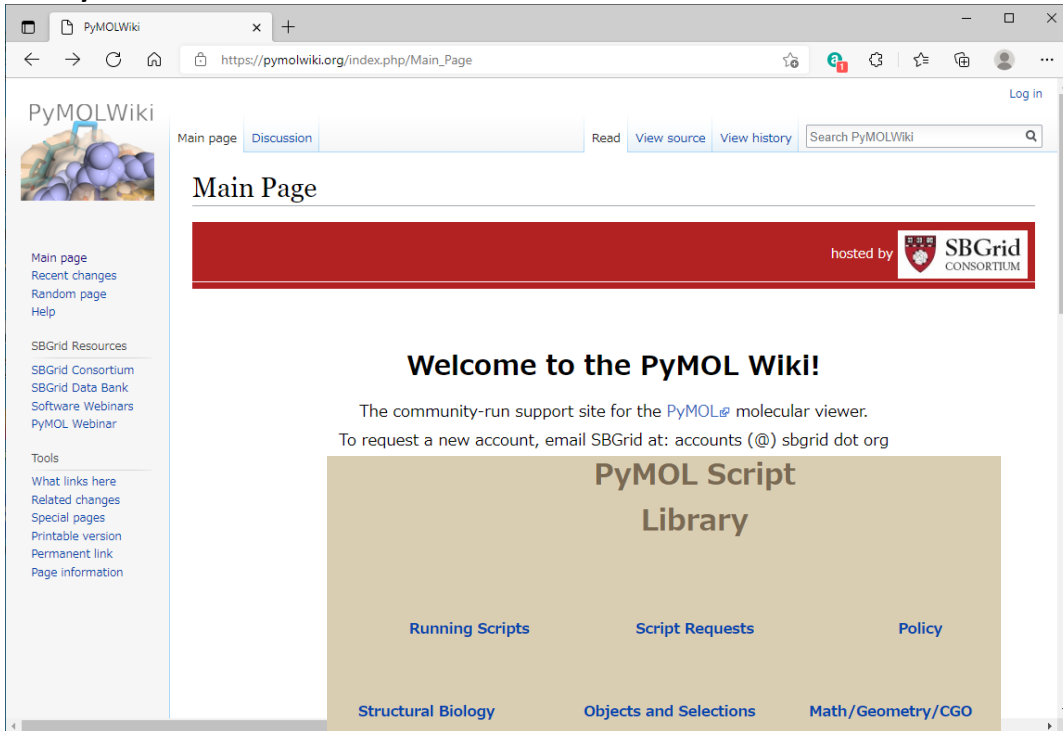 PyMOLWiki
https://pymolwiki.org/index.php/Main_Page
1
Log in
PyMOLWiki
Main page Discussion Read View source View history Search PyMOLWiki
Main Page
hosted by SBGrid
CONSORTIUM
Main page
Recent changes
Random page
Help
SBGrid Resources
SBGrid Consortium
SBGrid Data Bank
Software Webinars
PyMOL Webinar
Tools
What links here
Related changes
Special pages
Printable version
Permanent link
Page information
Welcome to the PyMOL Wiki!
The community-run support site for the PyMOL molecular viewer.
To request a new account, email SBGrid at: accounts (@) sbgrid dot org
PyMOL Script
Library
Running Scripts Script Requests Policy
Structural Biology Objects and Selections Math/Geometry/CGO